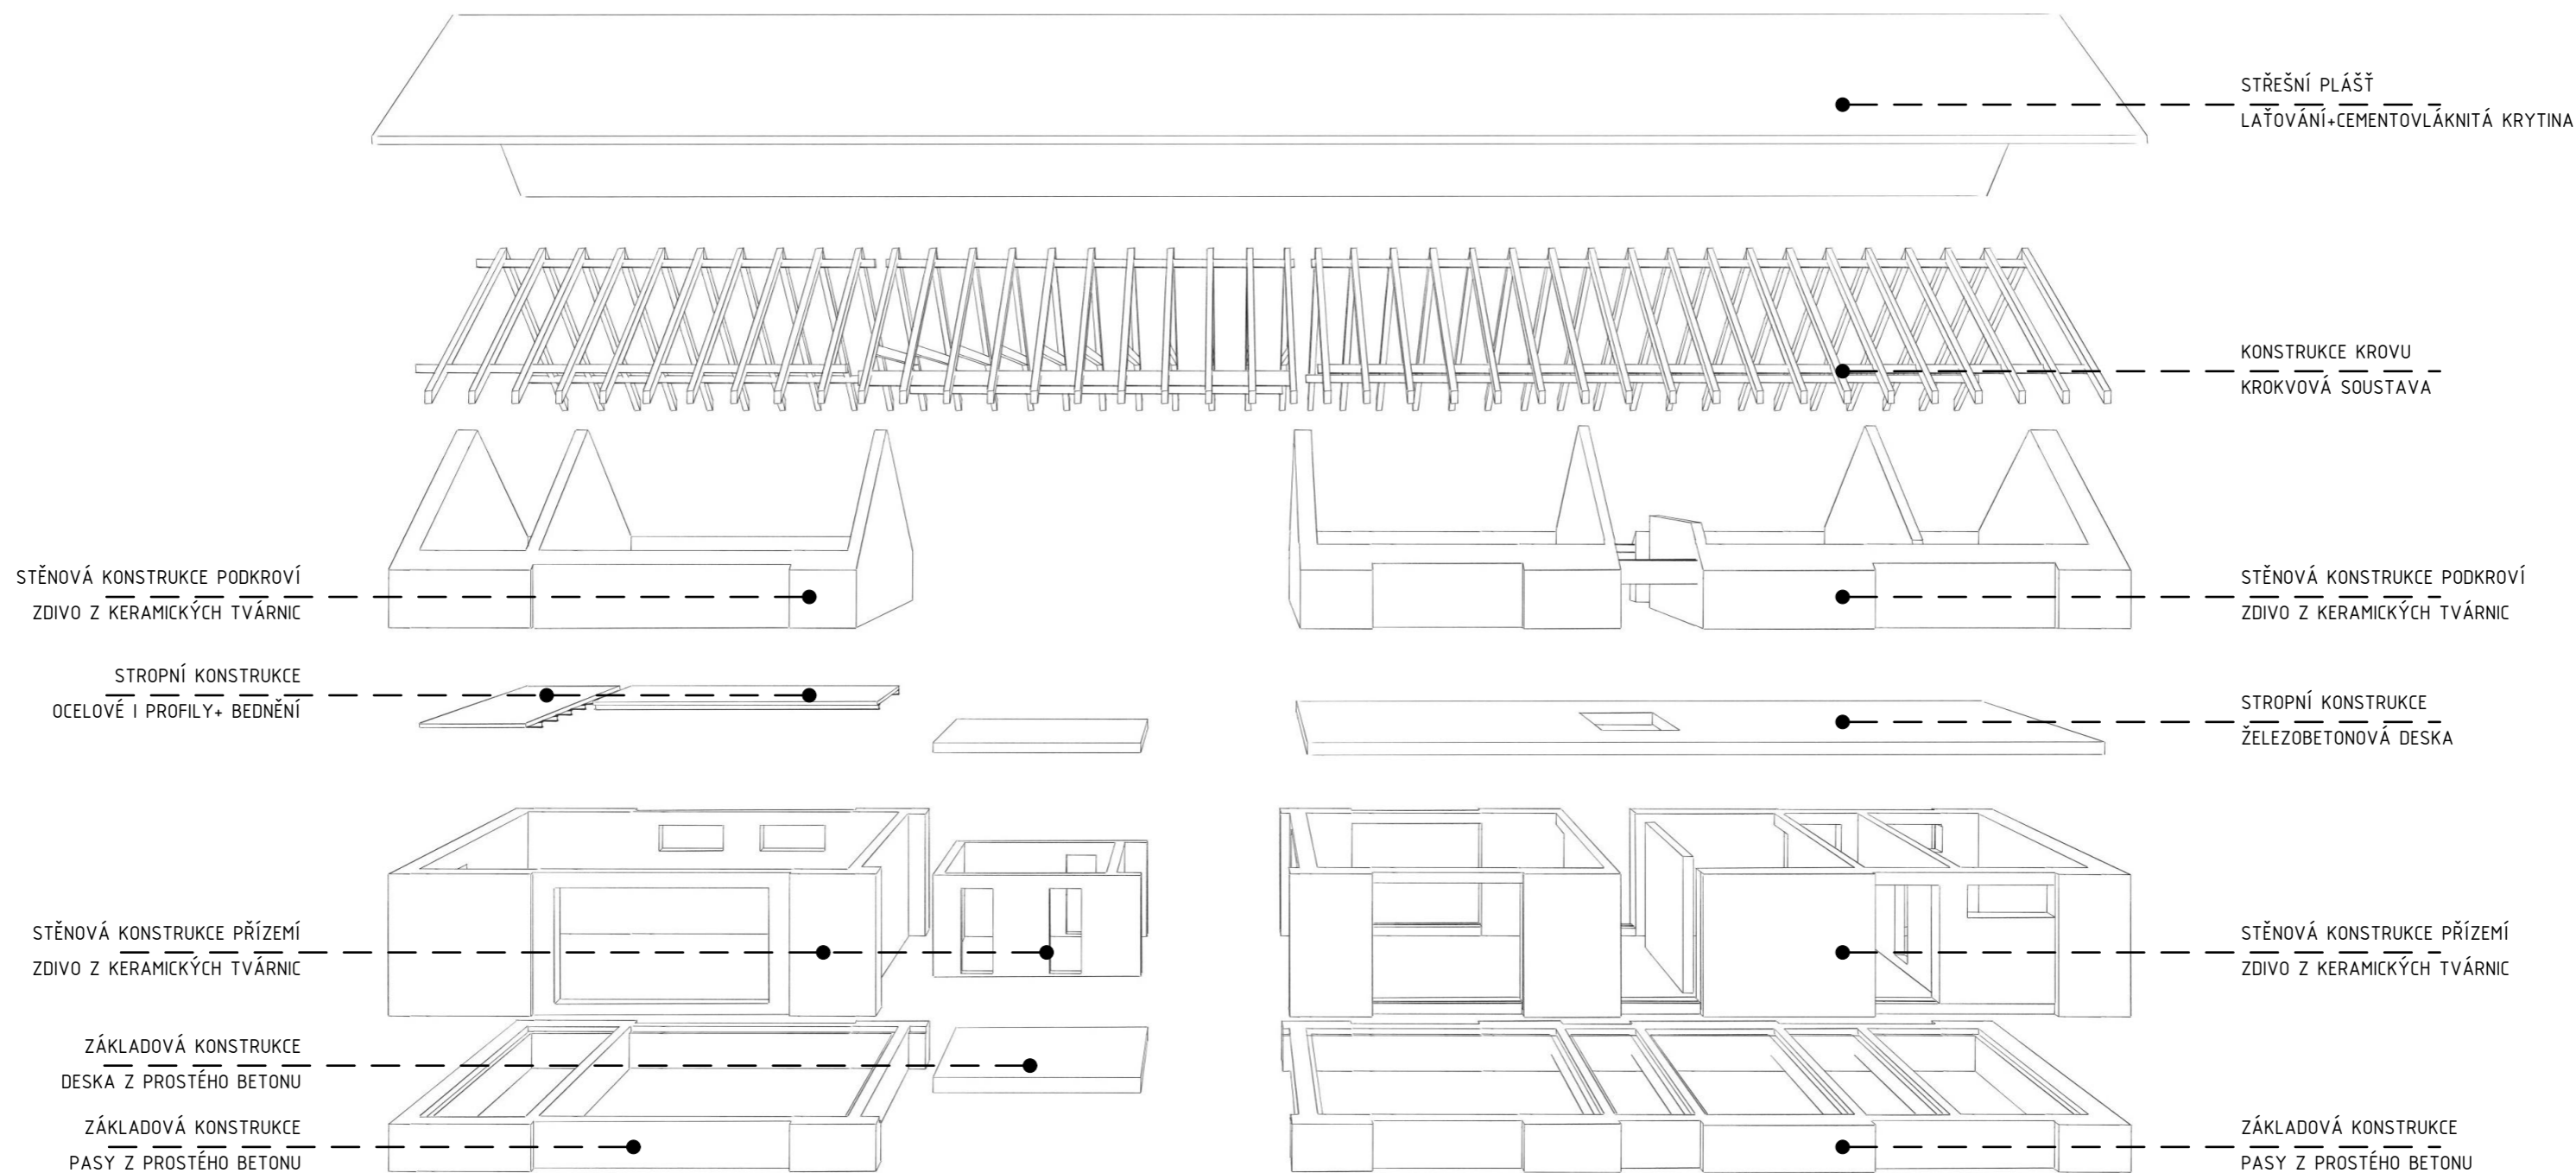 STŘEŠNÍ PLÁŠŤ
LAŤOVÁNÍ+CEMENTOVLÁKNITÁ KRYTINA
KONSTRUKCE KROVU
KROKVOVÁ SOUSTAVA
STĚNOVÁ KONSTRUKCE PODKROVÍ
ZDIVO Z KERAMICKÝCH TVÁRNIC
STĚNOVÁ KONSTRUKCE PODKROVÍ
ZDIVO Z KERAMICKÝCH TVÁRNIC
STROPNÍ KONSTRUKCE
OCELOVÉ I PROFILY+ BEDNĚNÍ
STROPNÍ KONSTRUKCE
ŽELEZOBETONOVÁ DESKA
STĚNOVÁ KONSTRUKCE PŘÍZEMÍ
ZDIVO Z KERAMICKÝCH TVÁRNIC
STĚNOVÁ KONSTRUKCE PŘÍZEMÍ
ZDIVO Z KERAMICKÝCH TVÁRNIC
ZÁKLADOVÁ KONSTRUKCE
DESKA Z PROSTÉHO BETONU
ZÁKLADOVÁ KONSTRUKCE
PASY Z PROSTÉHO BETONU
ZÁKLADOVÁ KONSTRUKCE
PASY Z PROSTÉHO BETONU